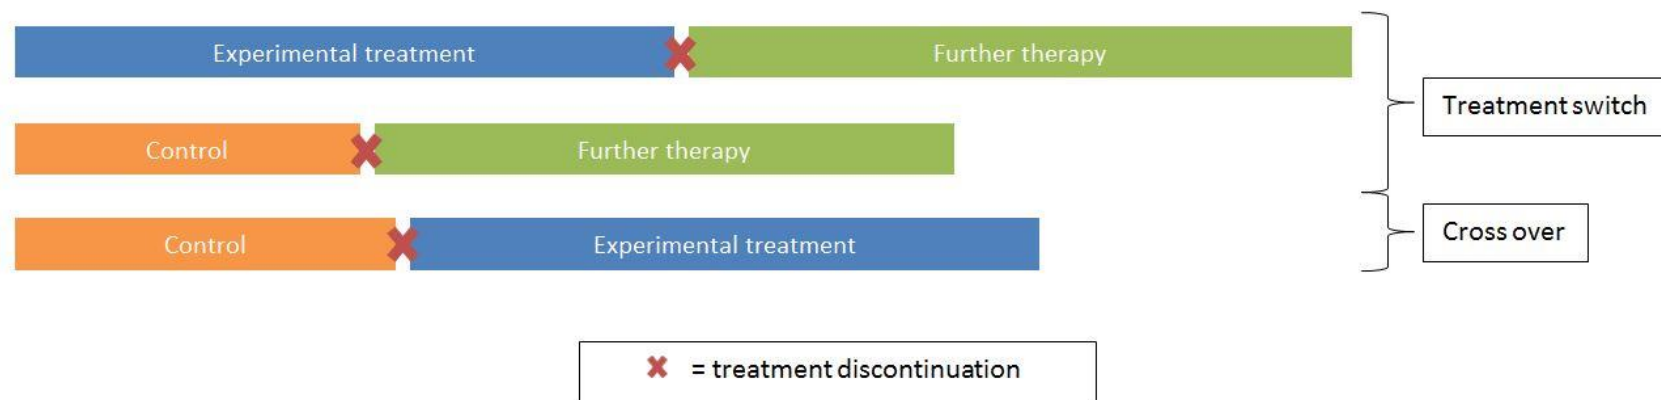 Experimental treatment
Further therapy
Treatment switch
Control
Further therapy
Control
Experimental treatment
Cross over
= treatment discontinuation